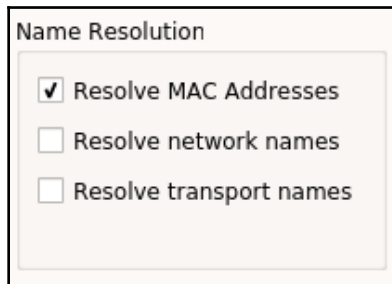 Name Resolution
Resolve MAC Addresses
Resolve network names
Resolve transport names